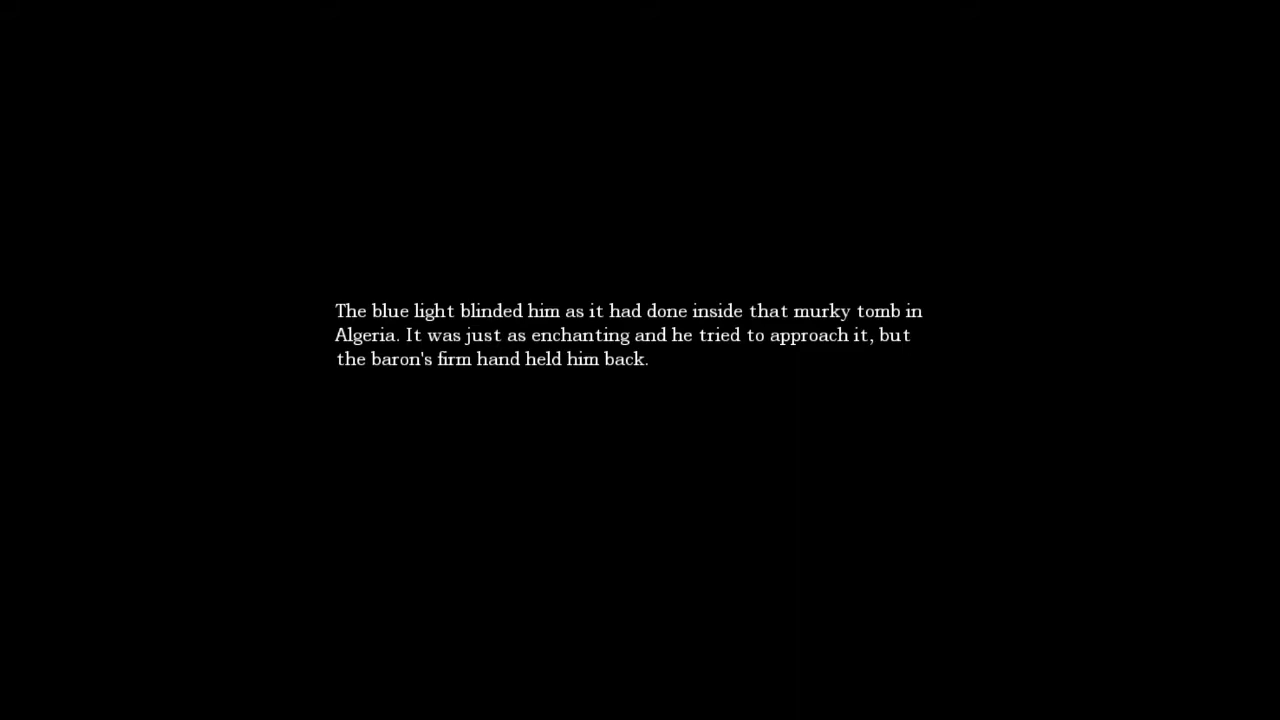 The blue light blinded him as it had done inside that murky tomb in
Algeria. It was just as enchanting and he tried to approach it, but
the baron's firm hand held him back.